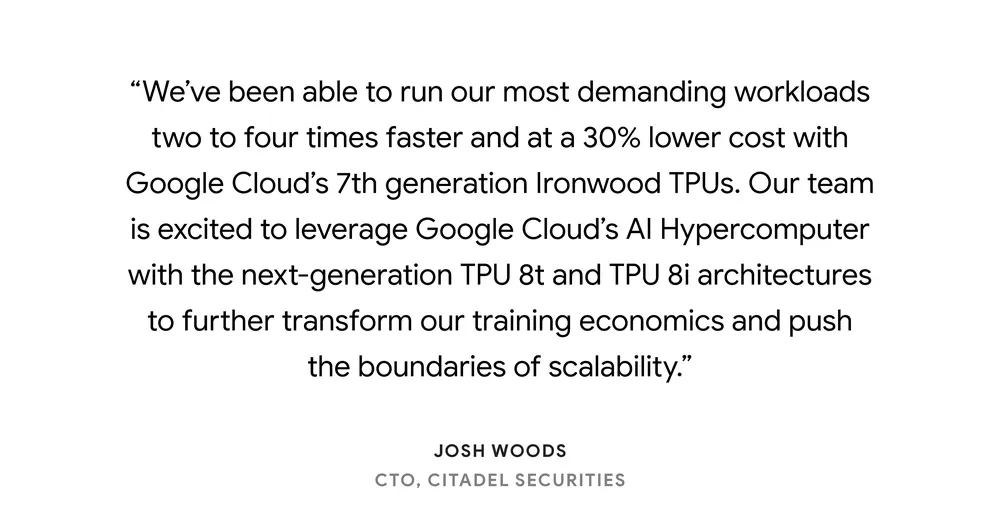 “We’ve been able to run our most demanding workloads
two to four times faster and at a 30% lower cost with
Google Cloud’s 7th generation Ironwood TPUs. Our team
is excited to leverage Google Cloud’s AI Hypercomputer
with the next-generation TPU 8t and TPU 8i architectures
to further transform our training economics and push
the boundaries of scalability.”
JOSH WOODS
CTO, CITADEL SECURITIES